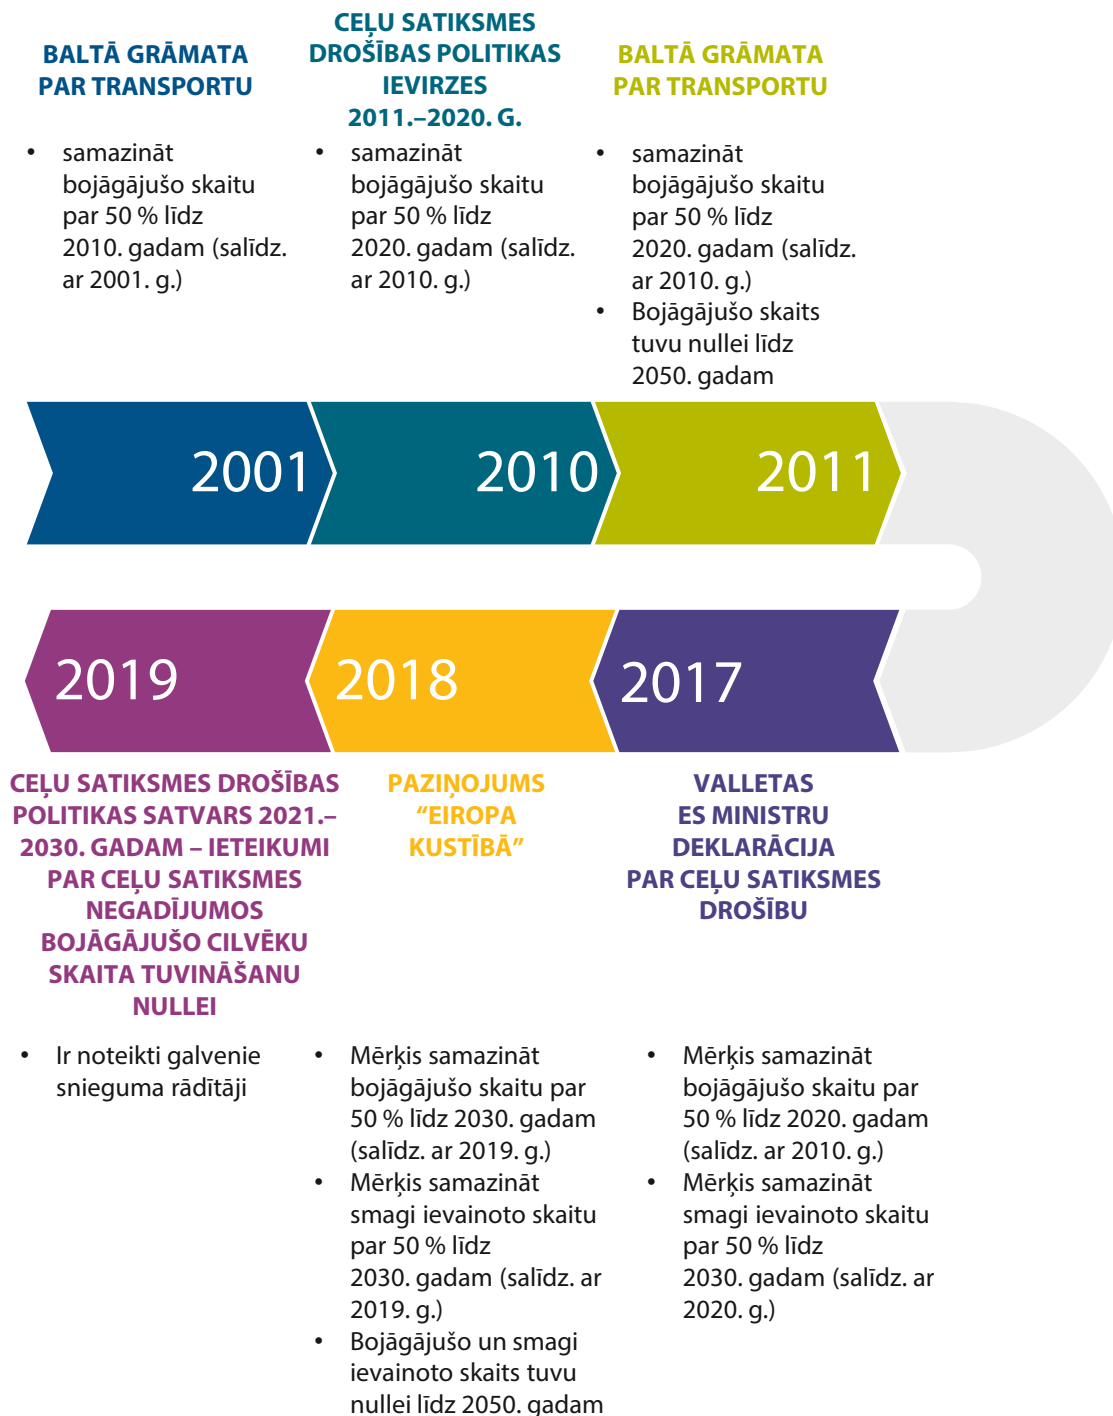 BALTĀ GRĀMATA
PAR TRANSPORTU
• samazināt
bojāgājušo skaitu
par 50 % līdz
2010. gadam (salīdz.
ar 2001. g.)
CEĻU SATIKSMES
DROŠĪBAS POLITIKAS
IEVIRZES
2011.–2020. G.
• samazināt
bojāgājušo skaitu
par 50 % līdz
2020. gadam (salīdz.
ar 2010. g.)
BALTĀ GRĀMATA
PAR TRANSPORTU
• samazināt
bojāgājušo skaitu
par 50 % līdz
2020. gadam (salīdz.
ar 2010. g.)
• Bojāgājušo skaits
tuvu nullei līdz
2050. gadam
2001
2010
2011
2019
2018
2017
CEĻU SATIKSMES DROŠĪBAS
POLITIKAS SATVARS 2021.–
2030. GADAM – IETEIKUMI
PAR CEĻU SATIKSMES
NEGADĪJUMOS
BOJĀGĀJUŠO CILVĒKU
SKAITA TUVINĀŠANU
NULLEI
• Ir noteikti galvenie
snieguma rādītāji
PAZIŅOJUMS
“EIROPA
KUSTĪBĀ”
• Mērķis samazināt
bojāgājušo skaitu par
50 % līdz 2030. gadam
(salīdz. ar 2019. g.)
• Mērķis samazināt
smagi ievainoto skaitu
par 50 % līdz
2030. gadam (salīdz. ar
2019. g.)
• Bojāgājušo un smagi
ievainoto skaits tuvu
nullei līdz 2050. gadam
VALLETAS
ES MINISTRU
DEKLARĀCIJA
PAR CEĻU SATIKSMES
DROŠĪBU
• Mērķis samazināt
bojāgājušo skaitu par
50 % līdz 2020. gadam
(salīdz. ar 2010. g.)
• Mērķis samazināt
smagi ievainoto skaitu
par 50 % līdz
2030. gadam (salīdz. ar
2020. g.)